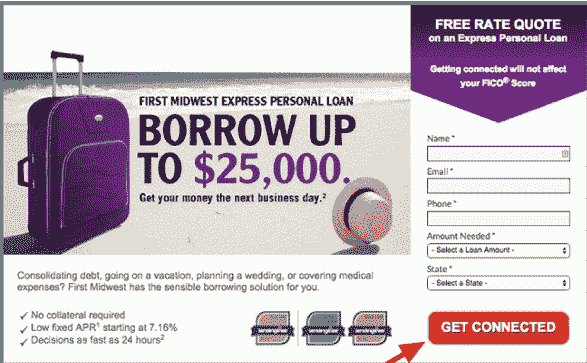 FREE RATE QUOTE
on an Express Personal Loan
Getting connected will not affect
your FICO® Score
FIRST MIDWEST EXPRESS PERSONAL LOAN
BORROW UP
TO $25,000.
Get your money the next business day.²
Name *
Email *
Phone *
Amount Needed *
- Select a Loan Amount -
State *
- Select a State -
GET CONNECTED
Consolidating debt, going on a vacation, planning a wedding, or covering medical
expenses? First Midwest has the sensible borrowing solution for you.
✓ No collateral required
✓ Low fixed APR¹ starting at 7.16%
✓ Decisions as fast as 24 hours²